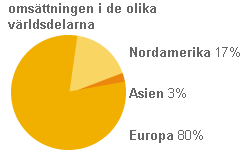 omsättningen i de olika
världsdelarna
Nordamerika 17%
Asien 3%
Europa 80%